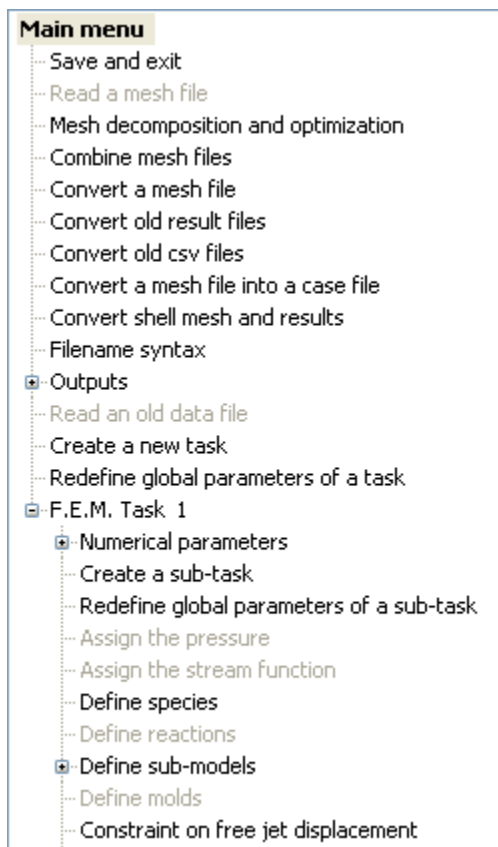 Main menu
Save and exit
Read a mesh file
Mesh decomposition and optimization
Combine mesh files
Convert a mesh file
Convert old result files
Convert old csv files
Convert a mesh file into a case file
Convert shell mesh and results
Filename syntax
Outputs
Read an old data file
Create a new task
Redefine global parameters of a task
F.E.M. Task 1
Numerical parameters
Create a sub-task
Redefine global parameters of a sub-task
Assign the pressure
Assign the stream function
Define species
Define reactions
Define sub-models
Define molds
Constraint on free jet displacement